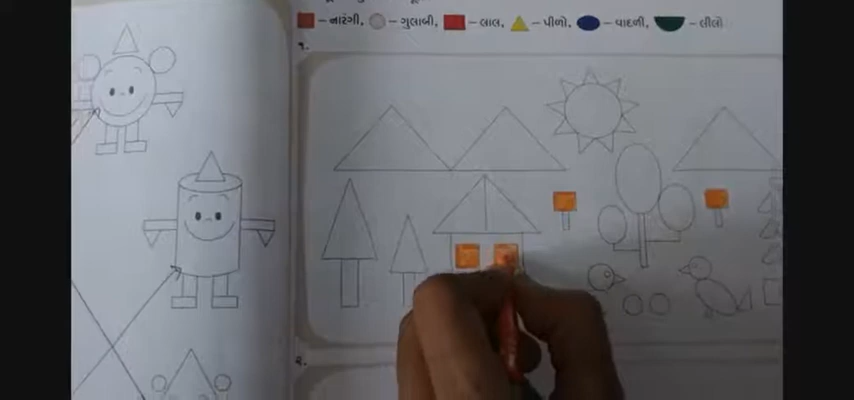 – નારંગી, – ગુલાબી, – લાલ, – પીળો, – વાદળી, – લીલો
૧.
૨.